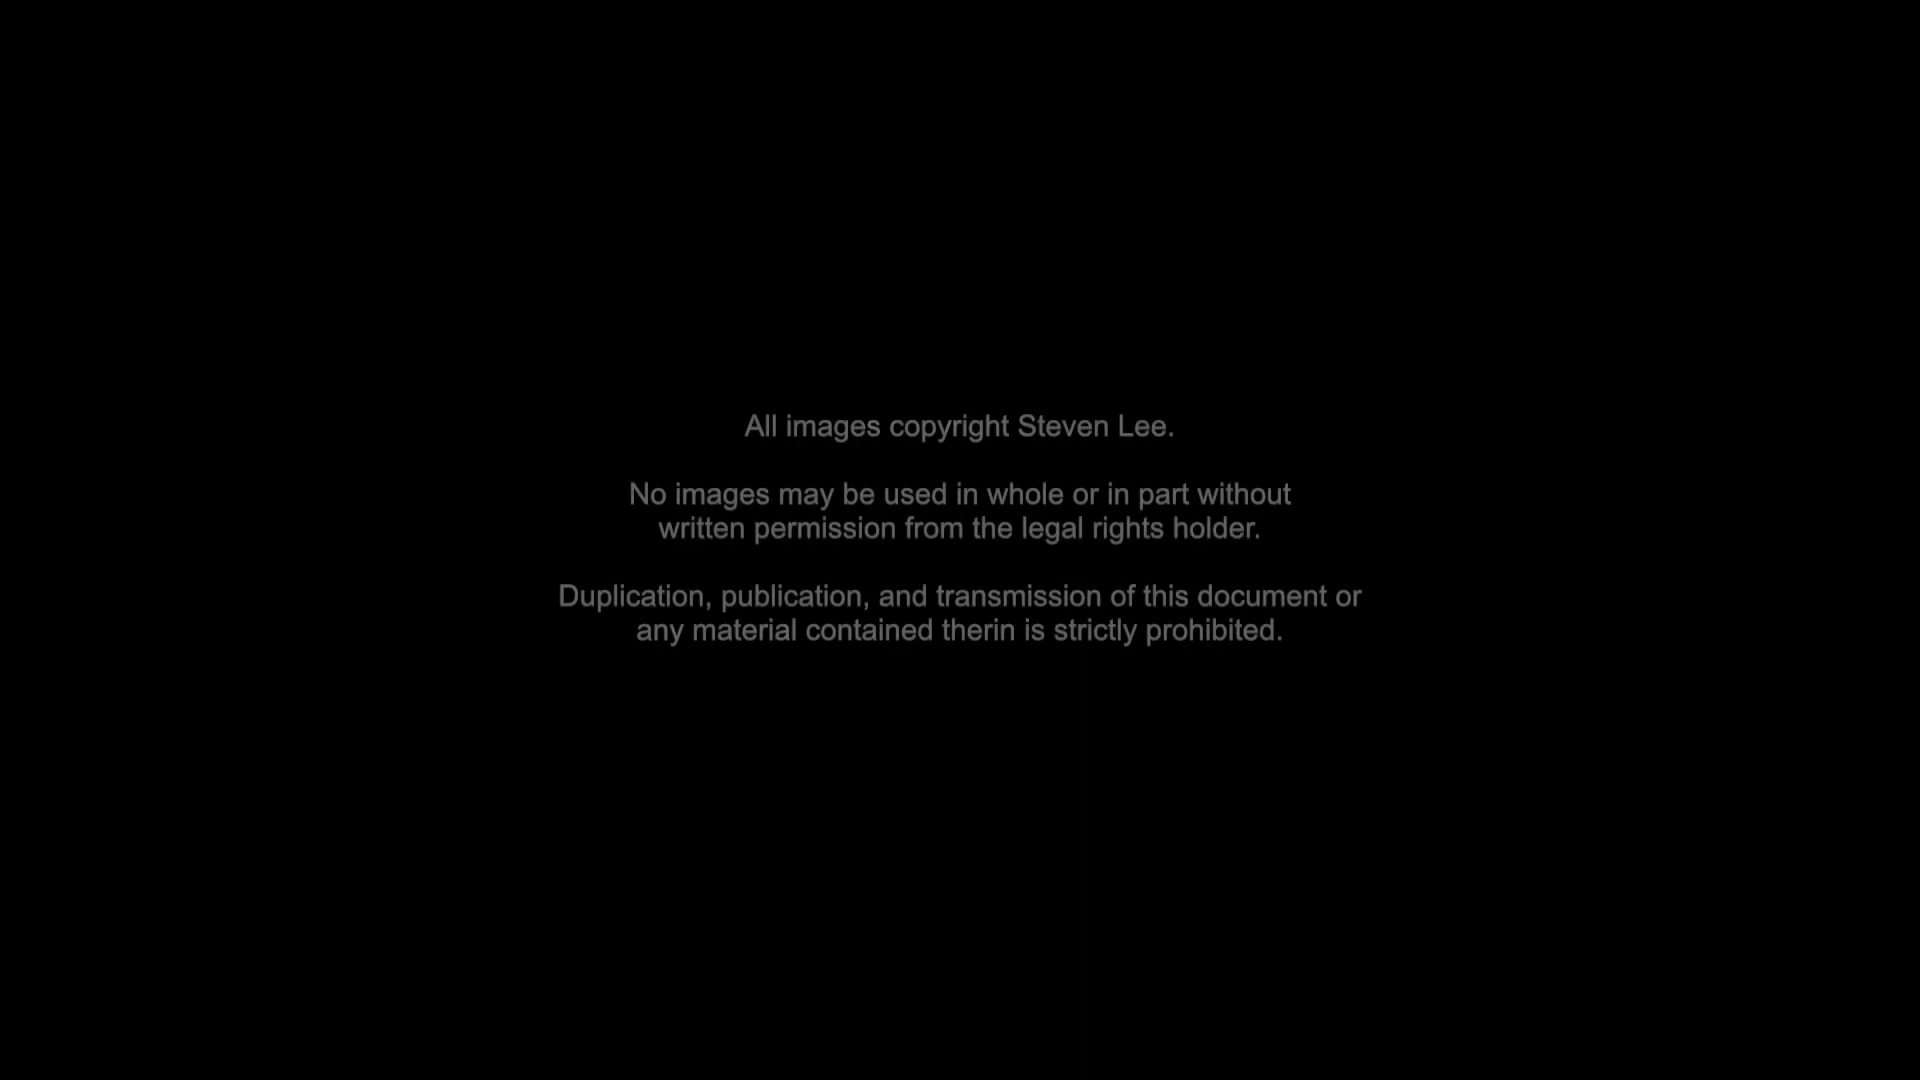 All images copyright Steven Lee.
No images may be used in whole or in part without
written permission from the legal rights holder.
Duplication, publication, and transmission of this document or
any material contained therin is strictly prohibited.